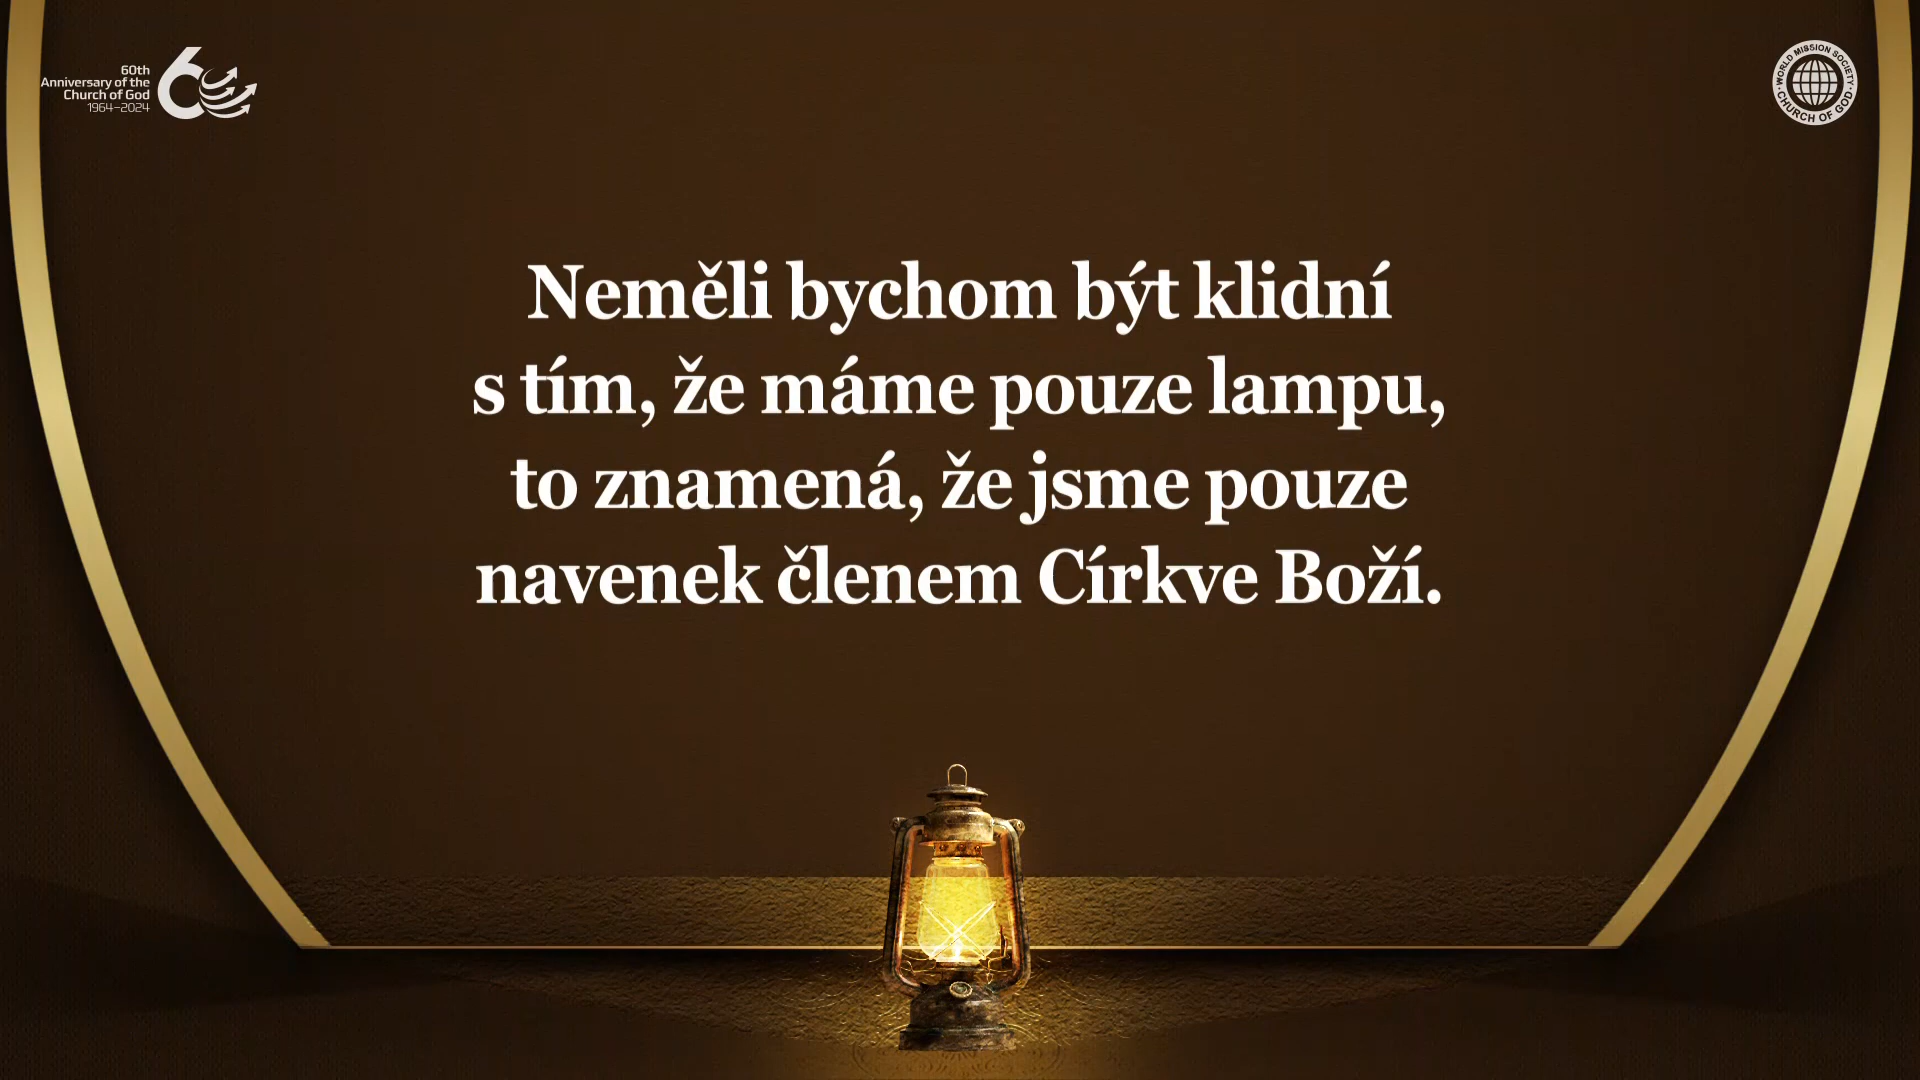 60th
Anniversary of the
Church of God
1964–2024
WORLD MISSION SOCIETY
CHURCH OF GOD
Neměli bychom být klidní
s tím, že máme pouze lampu,
to znamená, že jsme pouze
navenek členem Církve Boží.